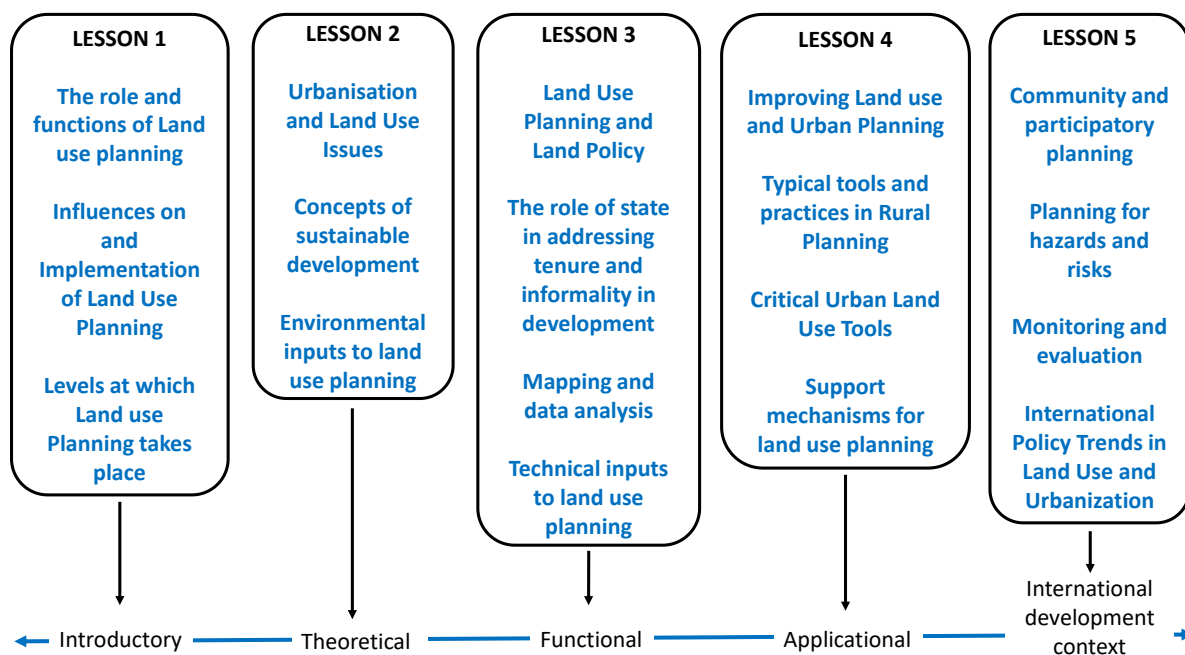 LESSON 1
The role and
functions of Land
use planning
Influences on
and
Implementation
of Land Use
Planning
Levels at which
Land use
Planning takes
place
LESSON 2
Urbanisation
and Land Use
Issues
Concepts of
sustainable
development
Environmental
inputs to land
use planning
LESSON 3
Land Use
Planning and
Land Policy
The role of state
in addressing
tenure and
informality in
development
Mapping and
data analysis
Technical inputs
to land use
planning
LESSON 4
Improving Land use
and Urban Planning
Typical tools and
practices in Rural
Planning
Critical Urban Land
Use Tools
Support
mechanisms for
land use planning
LESSON 5
Community and
participatory
planning
Planning for
hazards and
risks
Monitoring and
evaluation
International
Policy Trends in
Land Use and
Urbanization
Introductory
Theoretical
Functional
Applicational
International
development
context